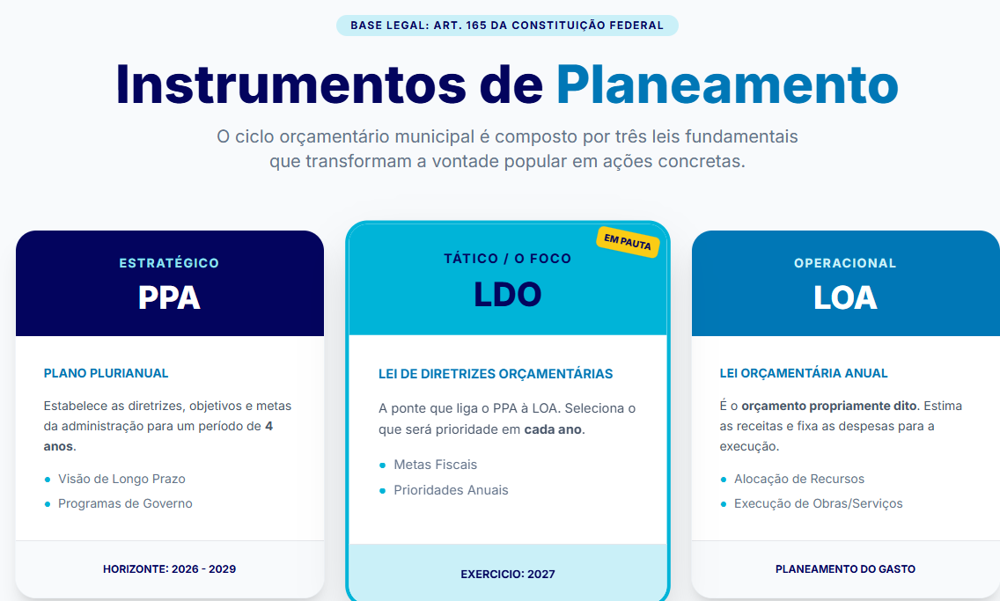 BASE LEGAL: ART. 165 DA CONSTITUIÇÃO FEDERAL
Instrumentos de Planeamento
O ciclo orçamentário municipal é composto por três leis fundamentais
que transformam a vontade popular em ações concretas.
ESTRATÉGICO
PPA
PLANO PLURIANUAL
Estabelece as diretrizes, objetivos e metas
da administração para um período de 4
anos.
Visão de Longo Prazo
Programas de Governo
HORIZONTE: 2026 - 2029
EM PAUTA
TÁTICO / O FOCO
LDO
LEI DE DIRETRIZES ORÇAMENTÁRIAS
A ponte que liga o PPA à LOA. Seleciona o
que será prioridade em cada ano.
Metas Fiscais
Prioridades Anuais
EXERCICIO: 2027
OPERACIONAL
LOA
LEI ORÇAMENTÁRIA ANUAL
É o orçamento propriamente dito. Estima
as receitas e fixa as despesas para a
execução.
Alocação de Recursos
Execução de Obras/Serviços
PLANEAMENTO DO GASTO